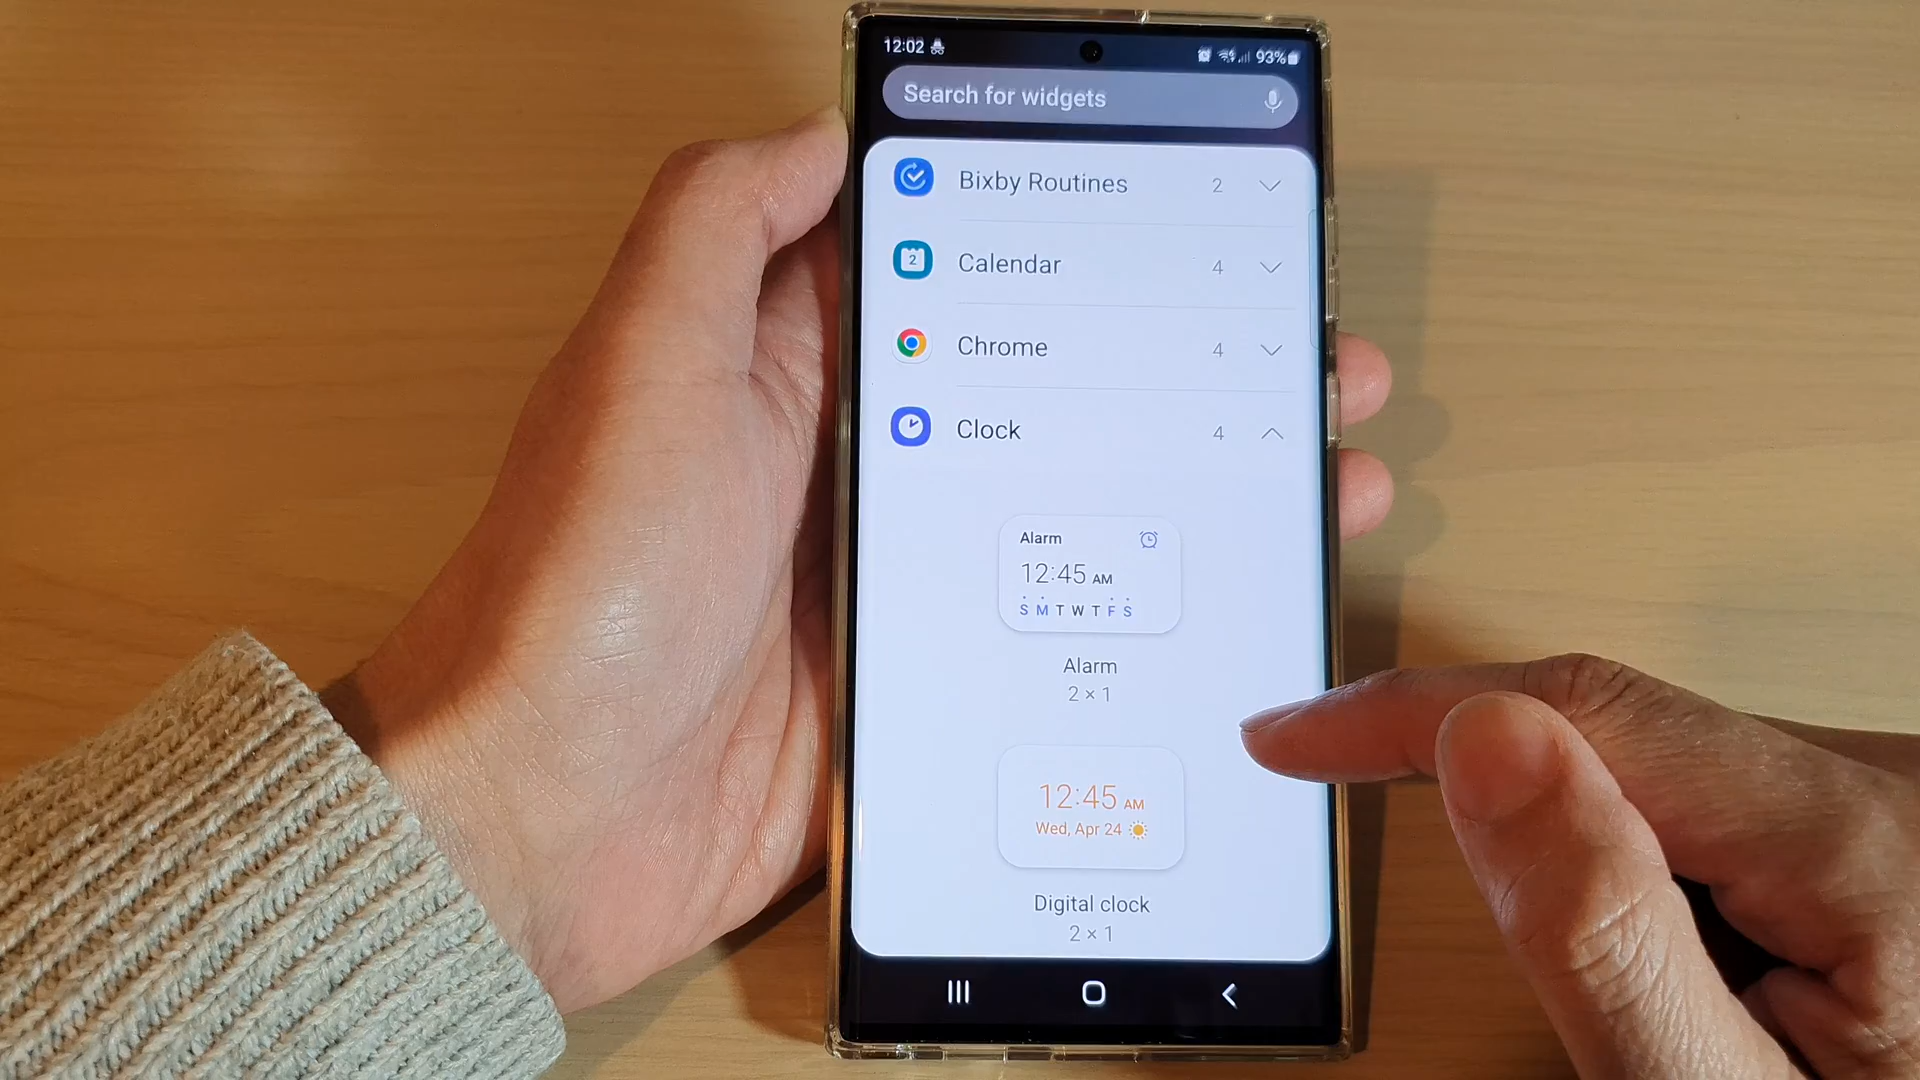 12:02
93%
Search for widgets
Bixby Routines 2
2
Calendar 4
Chrome 4
Clock 4
Alarm
12:45 AM
S M T W T F S
Alarm
2 × 1
12:45 AM
Wed, Apr 24
Digital clock
2 × 1